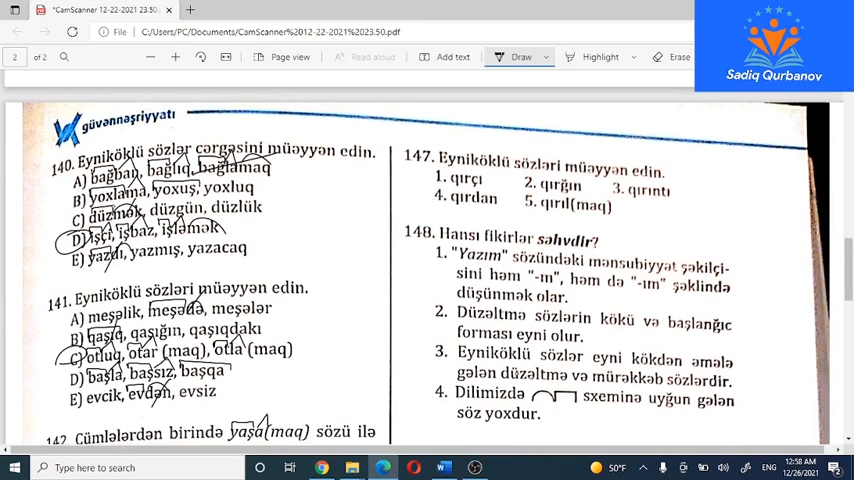 *CamScanner 12-22-2021 23.50.p
File
C:/Users/PC/Documents/CamScanner%2012-22-2021%2023.50.pdf
2 of 2
Page view
Read aloud
Add text
Draw
Highlight
Erase
Sadiq Qurbanov
güvənnəşriyyatı
140. Eyniköklü sözlər cərgəsini müəyyən edin.
A) bağban, bağlıq, bağlamaq
B) yoxlama, yoxuş, yoxluq
C) düzmək, düzgün, düzlük
D) işçi, işbaz, işləmək
E) yazdı, yazmış, yazacaq
141. Eyniköklü sözləri müəyyən edin.
A) meşəlik, meşədə, meşələr
B) qaşıq, qaşığın, qaşıqdakı
C) otluq, otar (maq), otla (maq)
D) başla, başsız, başqa
E) evcik, evdən, evsiz
142. Cümlələrdən birində yaşa(maq) sözü ilə
147. Eyniköklü sözləri müəyyən edin.
1. qırçı 2. qırğın 3. qırıntı
4. qırdan 5. qırıl(maq)
148. Hansı fikirlər səhvdir?
1. "Yazım" sözündəki mənsubiyyət şəkilçi-
sini həm "-m", həm də "-ım" şəklində
düşünmək olar.
2. Düzəltmə sözlərin kökü və başlanğıc
forması eyni olur.
3. Eyniköklü sözlər eyni kökdən əmələ
gələn düzəltmə və mürəkkəb sözlərdir.
4. Dilimizdə sxeminə uyğun gələn
söz yoxdur.
Type here to search
50°F
ENG
12:58 AM
12/26/2021
2